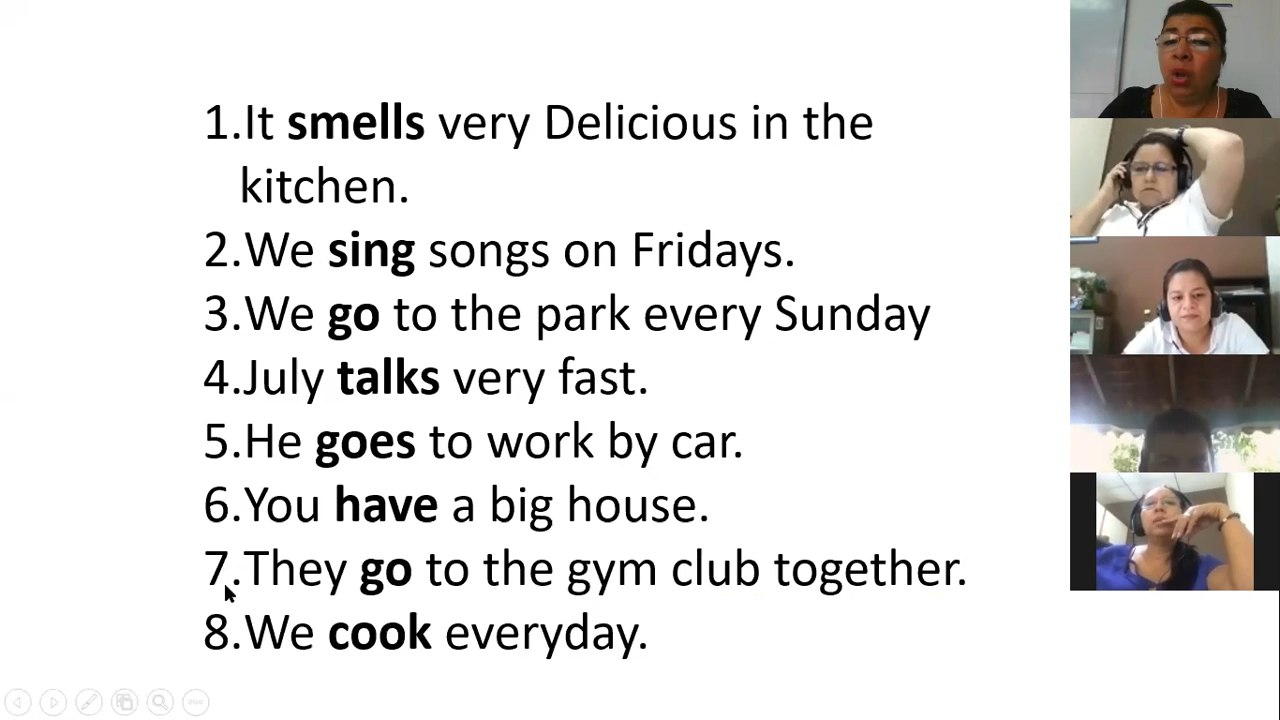 1.It smells very Delicious in the
kitchen.
2.We sing songs on Fridays.
3.We go to the park every Sunday
4.July talks very fast.
5.He goes to work by car.
6.You have a big house.
7.They go to the gym club together.
8.We cook everyday.